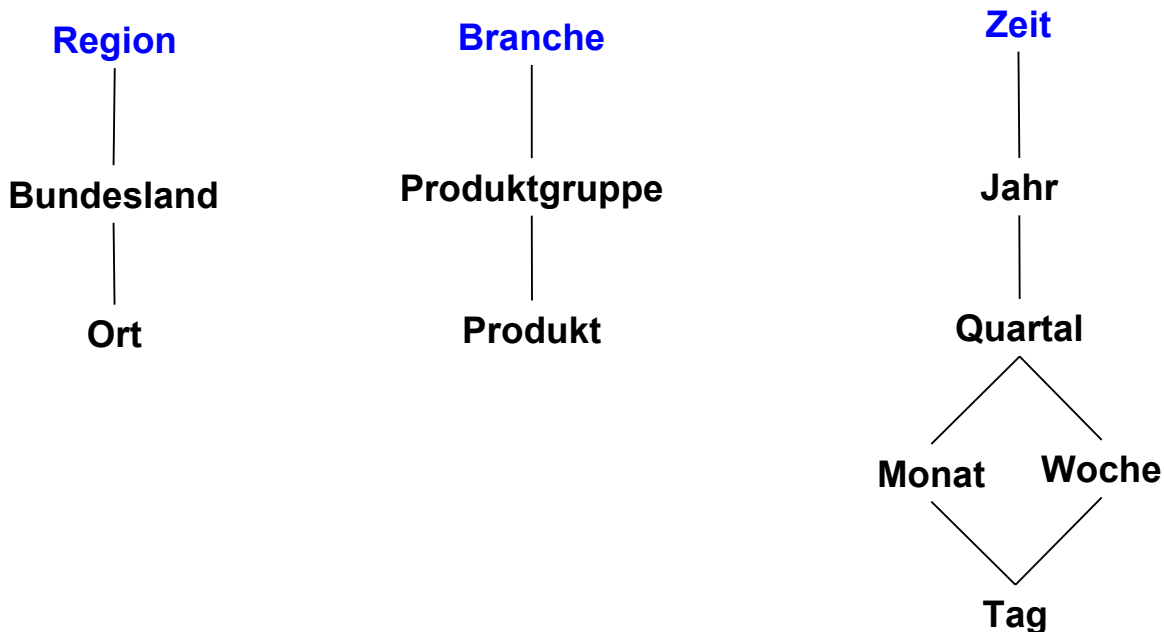 Region
Bundesland
Ort
Branche
Produktgruppe
Produkt
Zeit
Jahr
Quartal
Monat
Woche
Tag